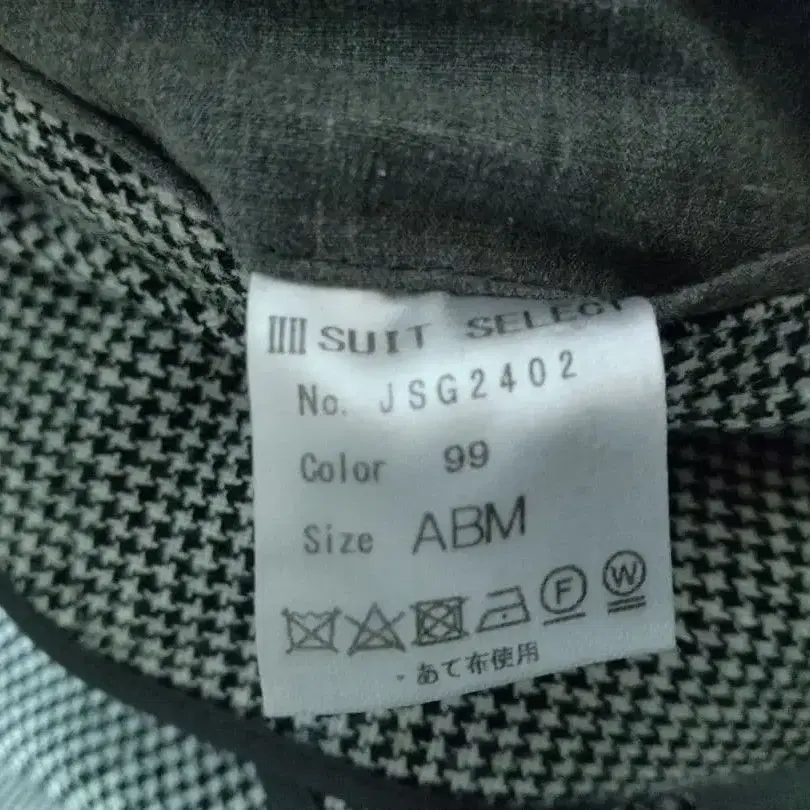 SUIT SELECT
No. JSG2402
Color 99
Size ABM
F W
・あて布使用